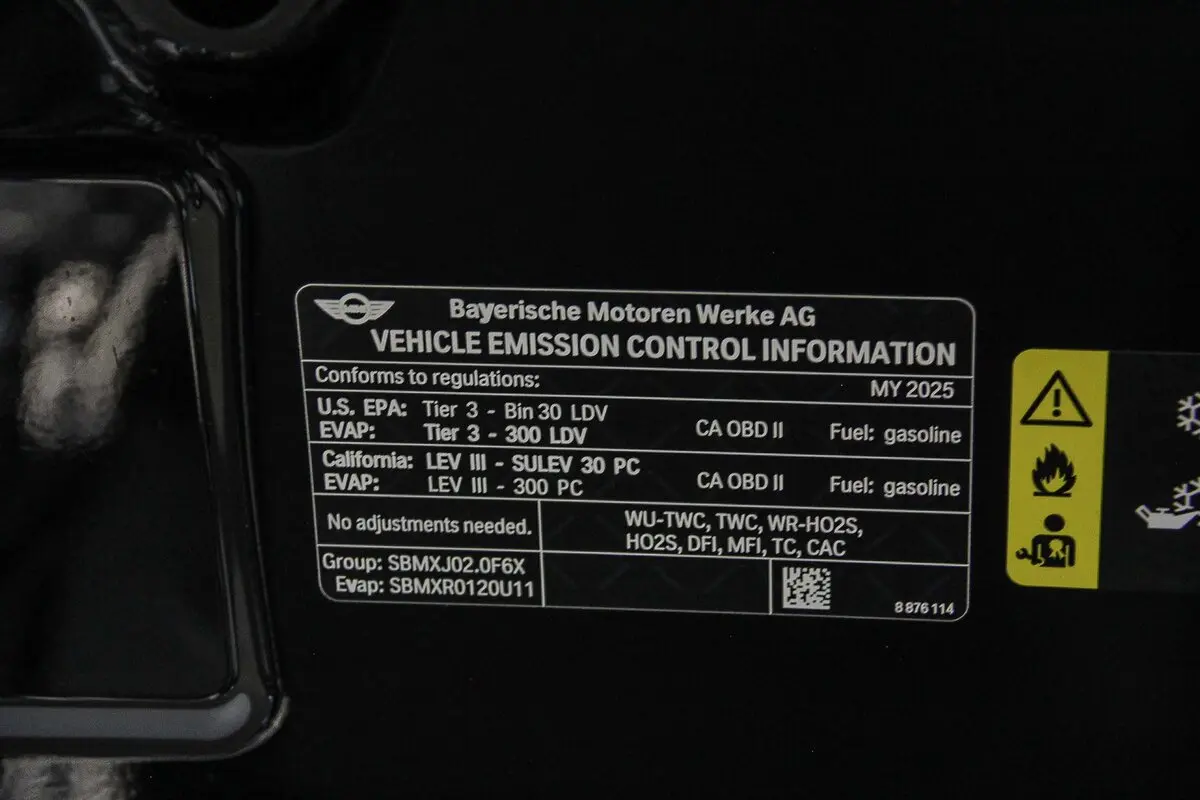 MINI
Bayerische Motoren Werke AG
VEHICLE EMISSION CONTROL INFORMATION
Conforms to regulations: MY 2025
U.S. EPA: Tier 3 - Bin 30 LDV
EVAP: Tier 3 - 300 LDV CA OBD II Fuel: gasoline
California: LEV III - SULEV 30 PC
EVAP: LEV III - 300 PC CA OBD II Fuel: gasoline
No adjustments needed.
WU-TWC, TWC, WR-HO2S,
HO2S, DFI, MFI, TC, CAC
Group: SBMXJ02.0F6X
Evap: SBMXR0120U11
8 876 114